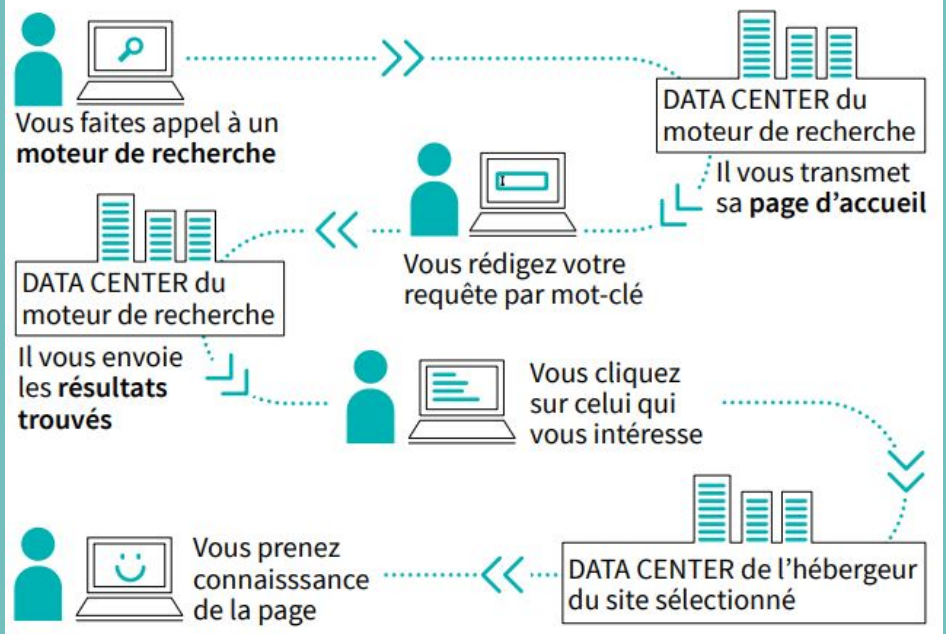 Vous faites appel à un
moteur de recherche
DATA CENTER du
moteur de recherche
Il vous transmet
sa page d'accueil
Vous rédigez votre
requête par mot-clé
DATA CENTER du
moteur de recherche
Il vous envoie
les résultats
trouvés
Vous cliquez
sur celui qui
vous intéresse
DATA CENTER de l'hébergeur
du site sélectionné
Vous prenez
connaisssance
de la page